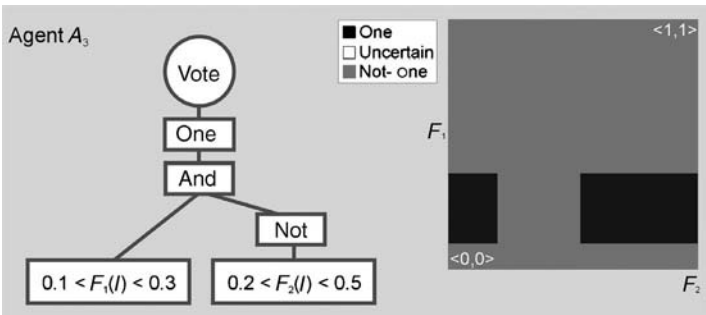 Agent A₃
Vote
One
And
Not
0.1 < F₁(I) < 0.3
0.2 < F₂(I) < 0.5
One
Uncertain
Not- one
<1,1>
F₁
<0,0>
F₂